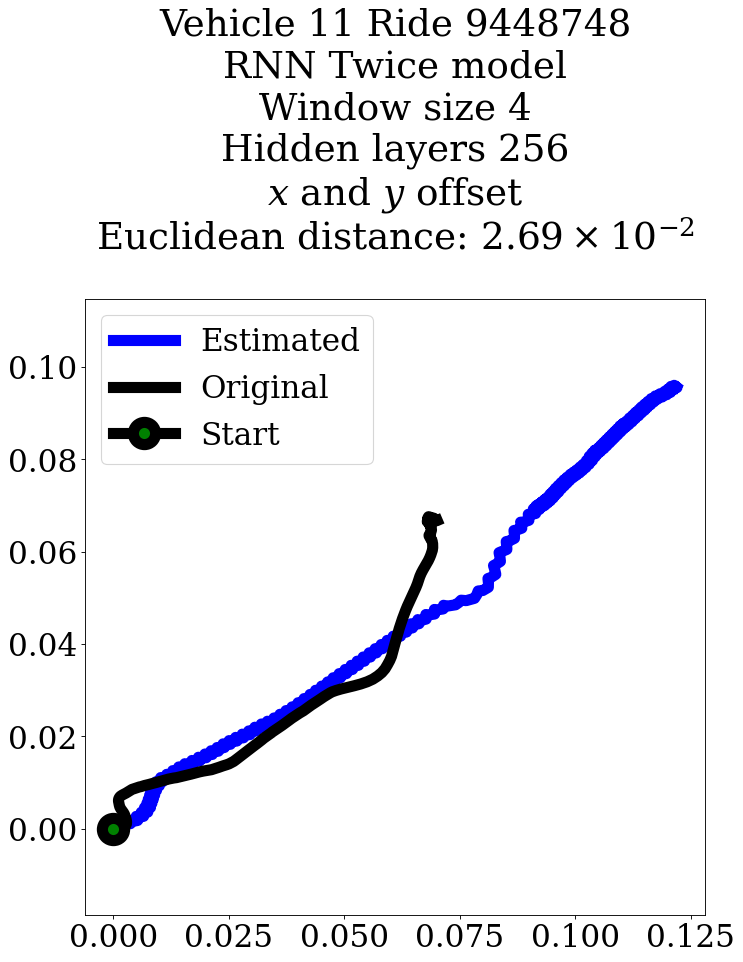 Vehicle 11 Ride 9448748
RNN Twice model
Window size 4
Hidden layers 256
x and y offset
Euclidean distance: 2.69 × 10⁻²
Estimated
Original
Start
0.10
0.08
0.06
0.04
0.02
0.00
0.000 0.025 0.050 0.075 0.100 0.125